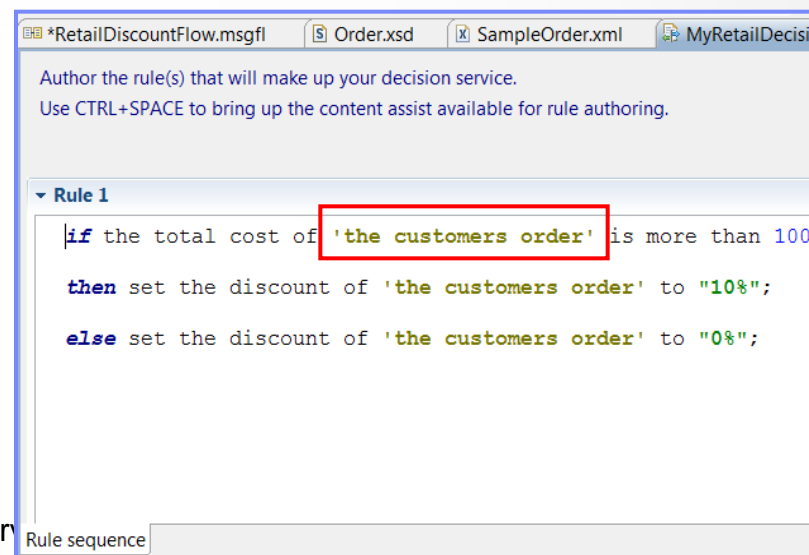 *RetailDiscountFlow.msgfl Order.xsd SampleOrder.xml MyRetailDecisi
Author the rule(s) that will make up your decision service.
Use CTRL+SPACE to bring up the content assist available for rule authoring.
Rule 1
if the total cost of 'the customers order' is more than 100
then set the discount of 'the customers order' to "10%";
else set the discount of 'the customers order' to "0%";
Rule sequence